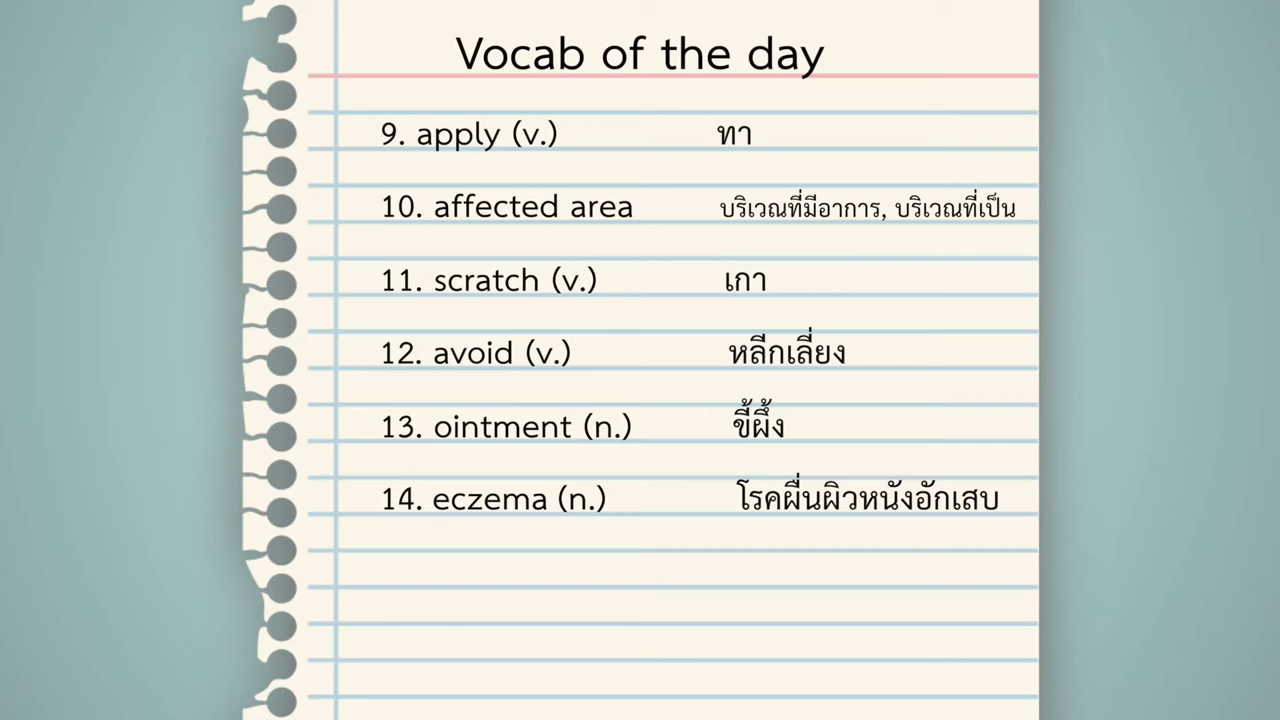 Vocab of the day
9. apply (v.) ทา
10. affected area บริเวณที่มีอาการ, บริเวณที่เป็น
11. scratch (v.) เกา
12. avoid (v.) หลีกเลี่ยง
13. ointment (n.) ขี้ผึ้ง
14. eczema (n.) โรคผื่นผิวหนังอักเสบ